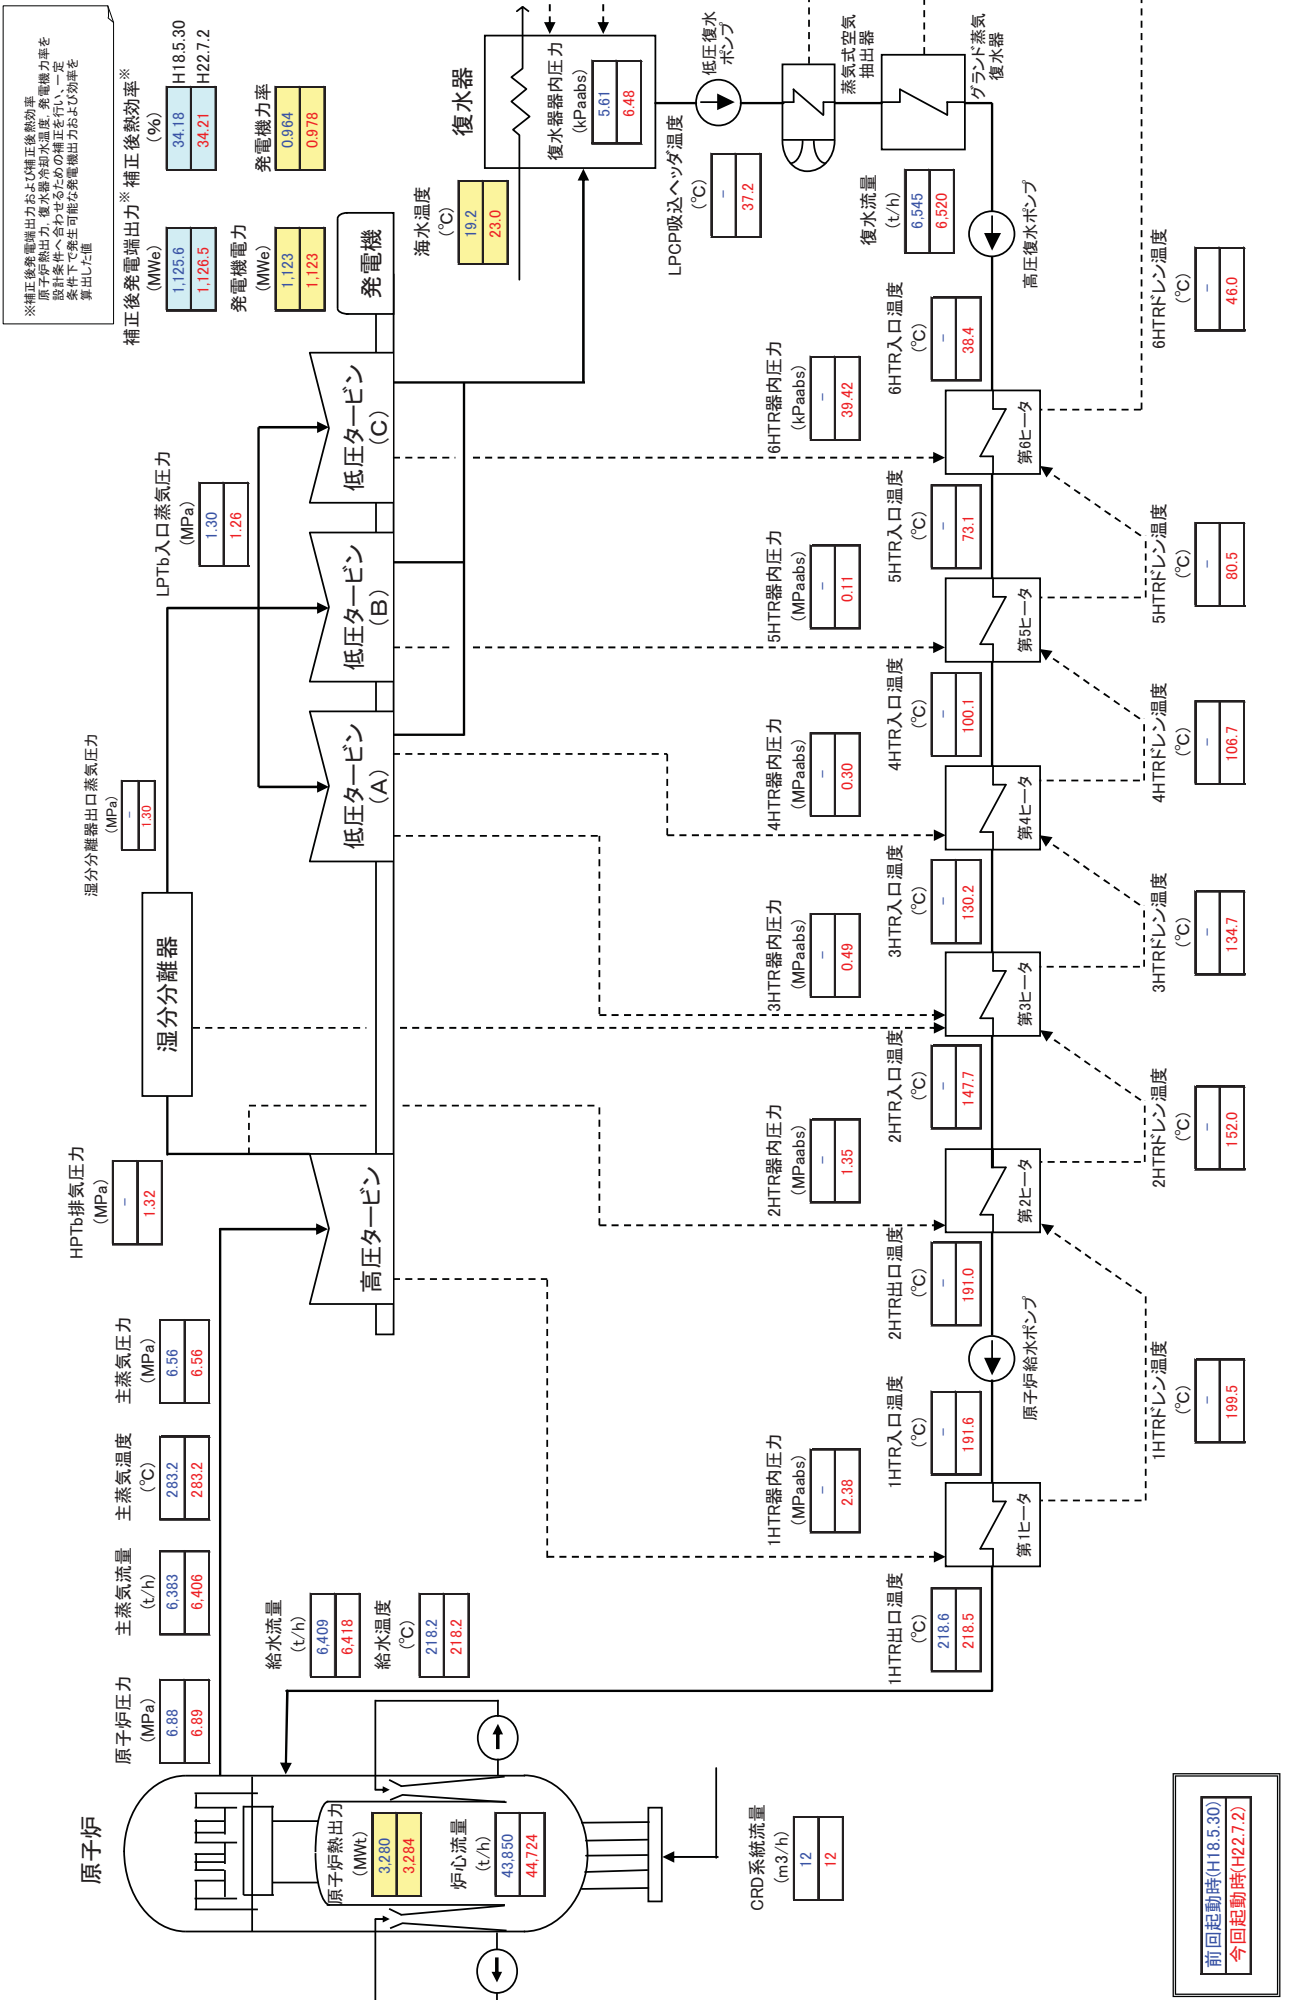 原子炉
原子炉圧力
(MPa)
6.88
6.89
主蒸気流量
(t/h)
6,383
6,406
主蒸気温度
(℃)
283.2
283.2
主蒸気圧力
(MPa)
6.56
6.56
HPTb排気圧力
(MPa)
-
1.32
湿分分離器
湿分分離器出口蒸気圧力
(MPa)
-
1.30
LPTb入口蒸気圧力
(MPa)
1.30
1.26
補正後発電端出力※
(MWe)
1,125.6
1,126.5
補正後熱効率※
(%)
34.18
34.21
H18.5.30
H22.7.2
発電機電力
(MWe)
1,123
1,123
発電機力率
0.964
0.978
※補正後発電端出力および補正後熱効率
原子炉熱出力、復水器冷却水温度、発電機力率を
設計条件へ合わせるための補正を行い、一定
条件下で発生可能な発電機出力および効率を
算出した値
高圧タービン
低圧タービン
(A)
低圧タービン
(B)
低圧タービン
(C)
発電機
海水温度
(℃)
19.2
23.0
復水器
復水器器内圧力
(kPaabs)
5.61
6.48
原子炉熱出力
(MWt)
3,280
3,284
炉心流量
(t/h)
43,850
44,724
給水流量
(t/h)
6,409
6,418
給水温度
(℃)
218.2
218.2
CRD系統流量
(m3/h)
12
12
LPCP吸込ヘッダ温度
(℃)
-
37.2
低圧復水
ポンプ
蒸気式空気
抽出器
グランド蒸気
復水器
復水流量
(t/h)
6,545
6,520
高圧復水ポンプ
1HTR器内圧力
(MPaabs)
-
2.38
2HTR器内圧力
(MPaabs)
-
1.35
3HTR器内圧力
(MPaabs)
-
0.49
4HTR器内圧力
(MPaabs)
-
0.30
5HTR器内圧力
(MPaabs)
-
0.11
6HTR器内圧力
(kPaabs)
-
39.42
1HTR出口温度
(℃)
218.6
218.5
1HTR入口温度
(℃)
-
191.6
2HTR出口温度
(℃)
-
191.0
2HTR入口温度
(℃)
-
147.7
3HTR入口温度
(℃)
-
130.2
4HTR入口温度
(℃)
-
100.1
5HTR入口温度
(℃)
-
73.1
6HTR入口温度
(℃)
-
38.4
第1ヒータ
原子炉給水ポンプ
第2ヒータ
第3ヒータ
第4ヒータ
第5ヒータ
第6ヒータ
1HTRドレン温度
(℃)
-
199.5
2HTRドレン温度
(℃)
-
152.0
3HTRドレン温度
(℃)
-
134.7
4HTRドレン温度
(℃)
-
106.7
5HTRドレン温度
(℃)
-
80.5
6HTRドレン温度
(℃)
-
46.0
前回起動時(H18.5.30)
今回起動時(H22.7.2)